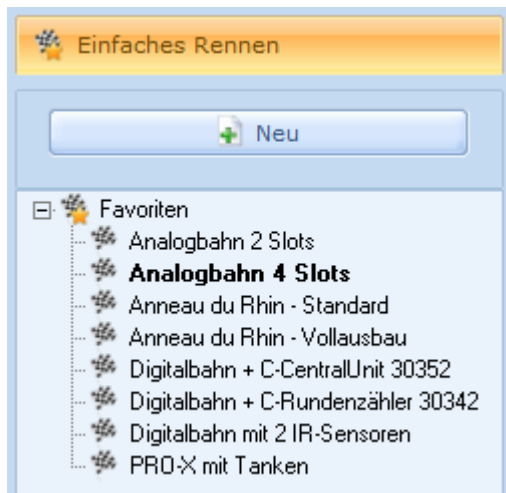 Einfaches Rennen
Neu
Favoriten
Analogbahn 2 Slots
Analogbahn 4 Slots
Anneau du Rhin - Standard
Anneau du Rhin - Vollausbau
Digitalbahn + C-CentralUnit 30352
Digitalbahn + C-Rundenzähler 30342
Digitalbahn mit 2 IR-Sensoren
PRO-X mit Tanken